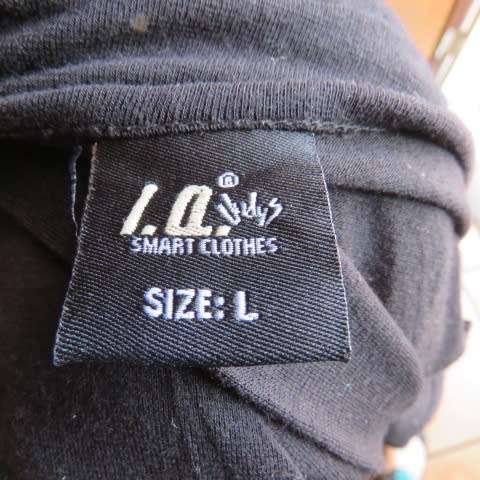 I.Q.®
SMART CLOTHES
SIZE: L